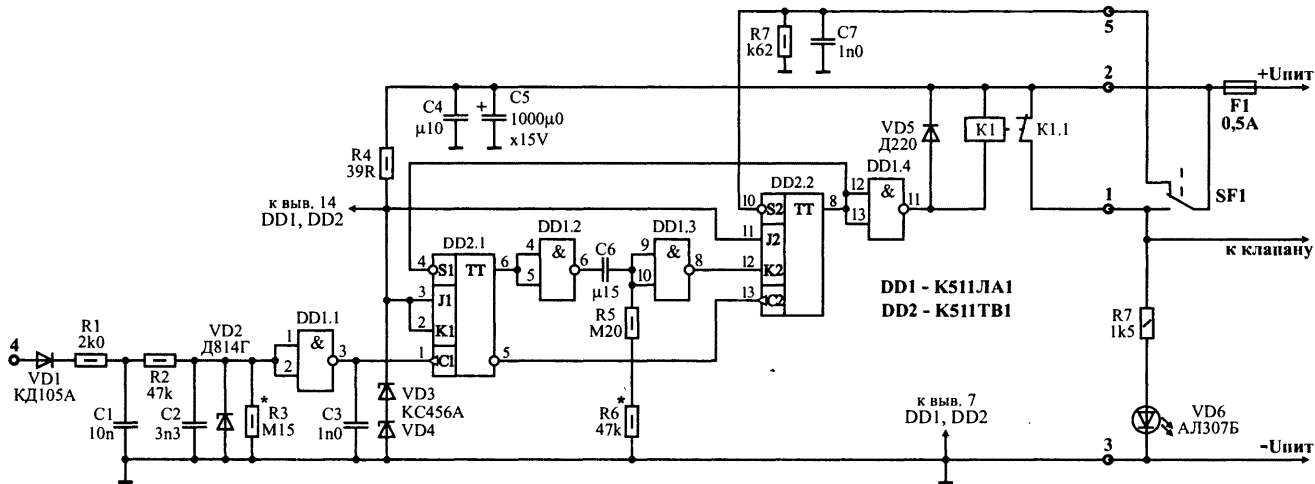 R7
k62
C7
1n0
5
2
+Uпит
F1
0,5А
C4
µ10
+
C5
1000µ0
x15V
VD5
Д220
K1
K1.1
R4
39R
DD1.4
12
&
13
11
1
SF1
к выв. 14
DD1, DD2
DD2.2
10
S2
TT
8
11
J2
12
K2
13
C2
к клапану
DD2.1
4
S1
TT
6
3
J1
2
K1
1
C1
5
DD1.2
4
&
5
6
C6
µ15
DD1.3
9
&
10
8
DD1 - К511ЛА1
DD2 - К511ТВ1
R7
1k5
4
VD1
КД105А
R1
2k0
R2
47k
VD2
Д814Г
DD1.1
1
&
2
3
R5
M20
C1
10n
C2
3n3
*
R3
M15
C3
1n0
VD3
КС456А
VD4
*
R6
47k
к выв. 7
DD1, DD2
VD6
АЛ307Б
3
-Uпит